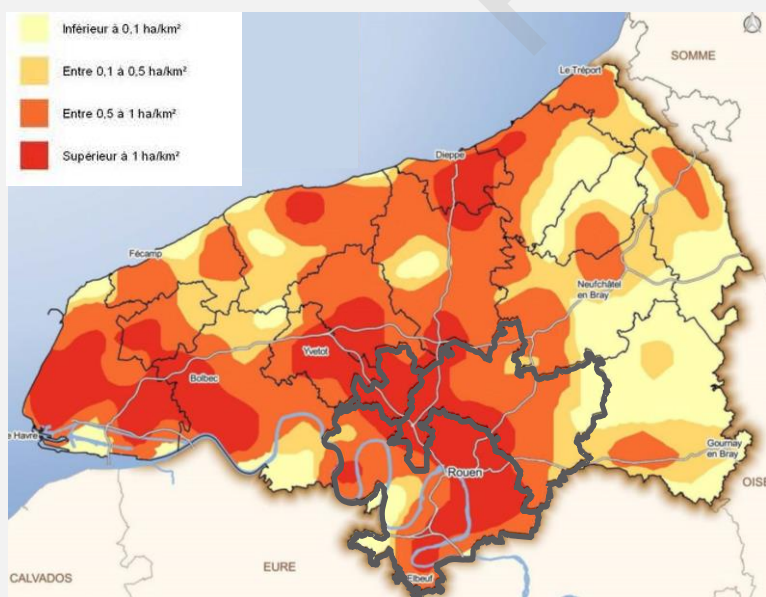 Inférieur à 0,1 ha/km²
Entre 0,1 à 0,5 ha/km²
Entre 0,5 à 1 ha/km²
Supérieur à 1 ha/km²
SOMME
Le Tréport
Dieppe
Fécamp
Neufchâtel
en Bray
Yvetot
Bolbec
e Havre
Gournay
en Bray
Rouen
OISE
EURE
Elbeuf
CALVADOS